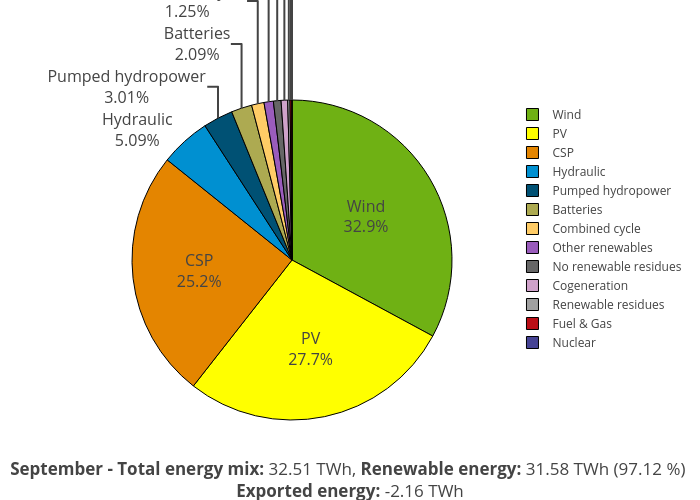 1.25%
Batteries
2.09%
Pumped hydropower
3.01%
Hydraulic
5.09%
Wind
32.9%
CSP
25.2%
PV
27.7%
Wind
PV
CSP
Hydraulic
Pumped hydropower
Batteries
Combined cycle
Other renewables
No renewable residues
Cogeneration
Renewable residues
Fuel & Gas
Nuclear
September - Total energy mix: 32.51 TWh, Renewable energy: 31.58 TWh (97.12 %)
Exported energy: -2.16 TWh